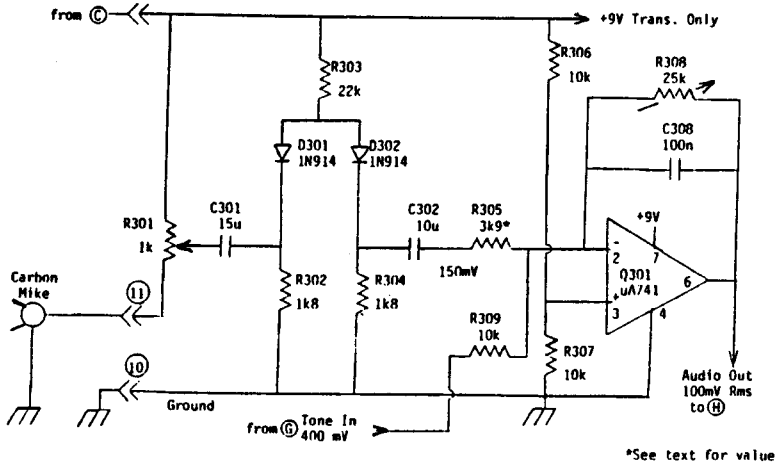 from C
+9V Trans. Only
R303
22k
R306
10k
R308
25k
C308
100n
D301
1N914
D302
1N914
R301
1k
C301
15u
C302
10u
R305
3k9*
150mV
+9V
-
2
7
Q301
uA741
6
+
3
4
Carbon
Mike
11
R302
1k8
R304
1k8
R309
10k
R307
10k
10
Ground
from G Tone In
400 mV
Audio Out
100mV Rms
to H
*See text for value